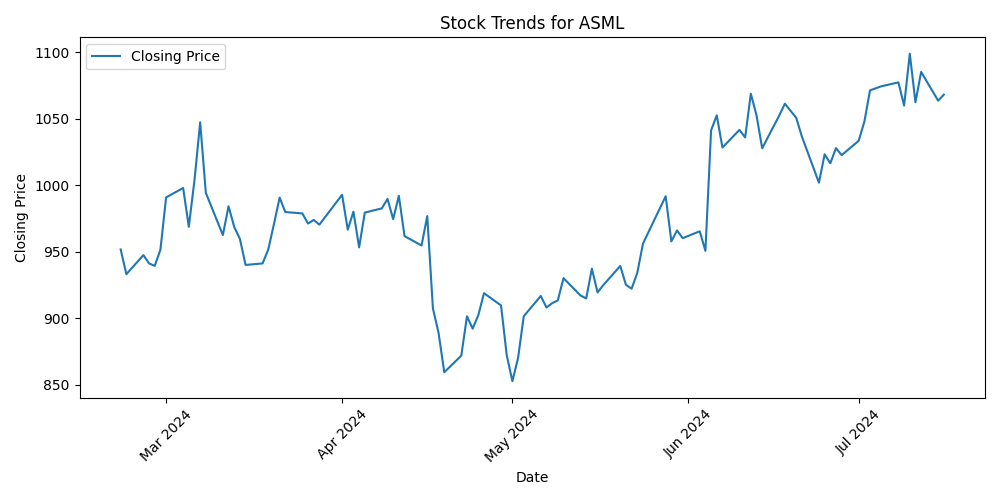 Stock Trends for ASML
Closing Price
1100
1050
1000
950
900
850
Closing Price
Mar 2024
Apr 2024
May 2024
Jun 2024
Jul 2024
Date